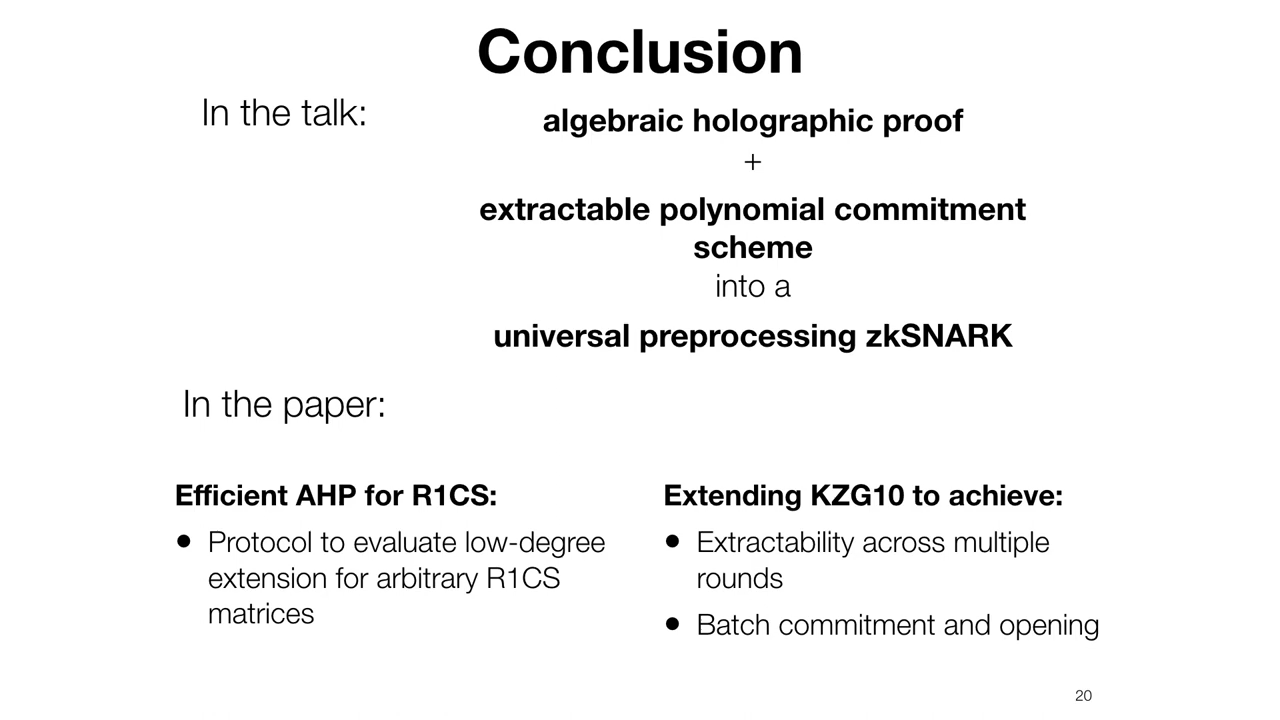 Conclusion
In the talk:
algebraic holographic proof
+
extractable polynomial commitment
scheme
into a
universal preprocessing zkSNARK
In the paper:
Efficient AHP for R1CS:
• Protocol to evaluate low-degree
extension for arbitrary R1CS
matrices
Extending KZG10 to achieve:
• Extractability across multiple
rounds
• Batch commitment and opening
20